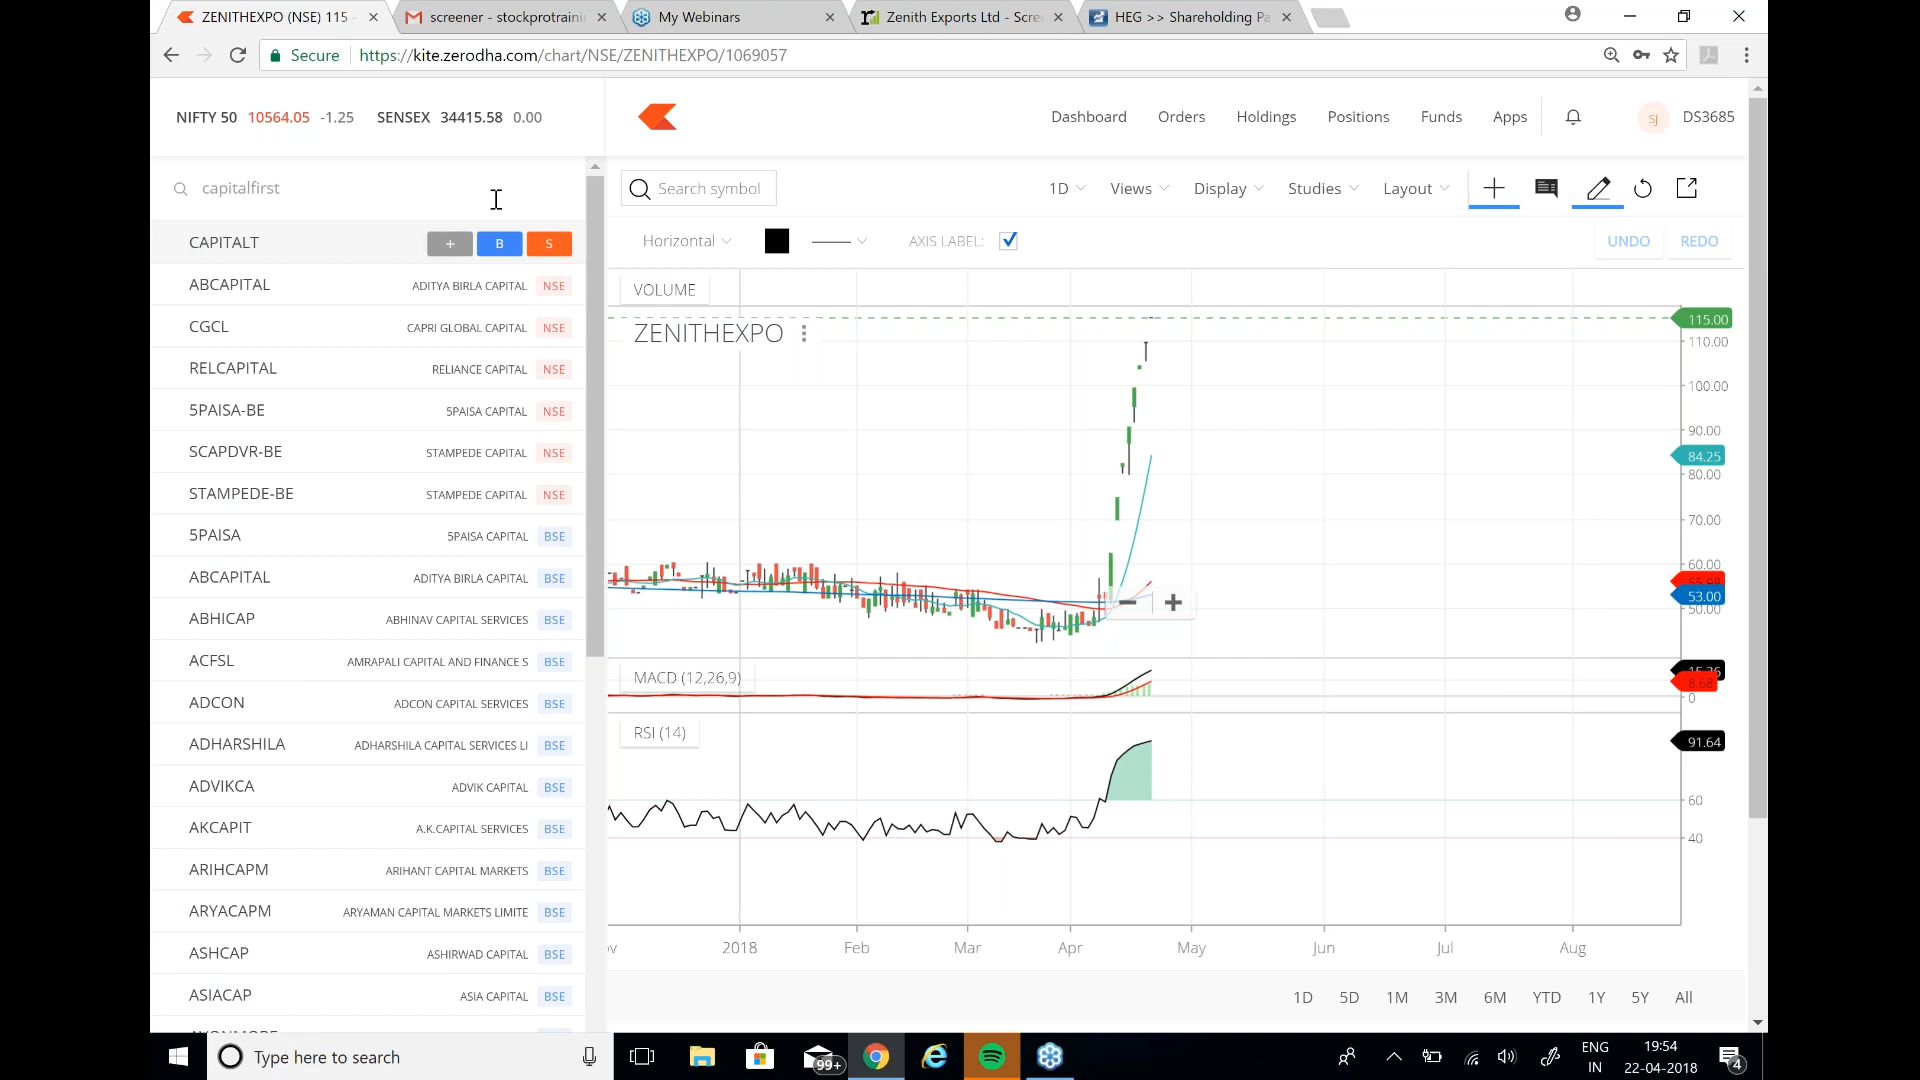 ZENITHEXPO (NSE) 115
screener - stockprotraini
My Webinars
Zenith Exports Ltd - Scre
HEG >> Shareholding Pa
Secure
https://kite.zerodha.com/chart/NSE/ZENITHEXPO/1069057
NIFTY 50 10564.05 -1.25 SENSEX 34415.58 0.00
Dashboard Orders Holdings Positions Funds Apps SJ DS3685
capitalfirst
Search symbol 1D Views Display Studies Layout
CAPITALT + B S
Horizontal AXIS LABEL: UNDO REDO
ABCAPITAL ADITYA BIRLA CAPITAL NSE
CGCL CAPRI GLOBAL CAPITAL NSE
RELCAPITAL RELIANCE CAPITAL NSE
5PAISA-BE 5PAISA CAPITAL NSE
SCAPDVR-BE STAMPEDE CAPITAL NSE
STAMPEDE-BE STAMPEDE CAPITAL NSE
5PAISA 5PAISA CAPITAL BSE
ABCAPITAL ADITYA BIRLA CAPITAL BSE
ABHICAP ABHINAV CAPITAL SERVICES BSE
ACFSL AMRAPALI CAPITAL AND FINANCE S BSE
ADCON ADCON CAPITAL SERVICES BSE
ADHARSHILA ADHARSHILA CAPITAL SERVICES LI BSE
ADVIKCA ADVIK CAPITAL BSE
AKCAPIT A.K.CAPITAL SERVICES BSE
ARIHCAPM ARIHANT CAPITAL MARKETS BSE
ARYACAPM ARYAMAN CAPITAL MARKETS LIMITE BSE
ASHCAP ASHIRWAD CAPITAL BSE
ASIACAP ASIA CAPITAL BSE
VOLUME
ZENITHEXPO
115.00
110.00
100.00
90.00
84.25
80.00
70.00
60.00
53.00
50.00
MACD (12,26,9)
8.68
0
RSI (14)
91.64
60
40
2018 Feb Mar Apr May Jun Jul Aug
1D 5D 1M 3M 6M YTD 1Y 5Y All
Type here to search
99+
ENG
IN
19:54
22-04-2018
4